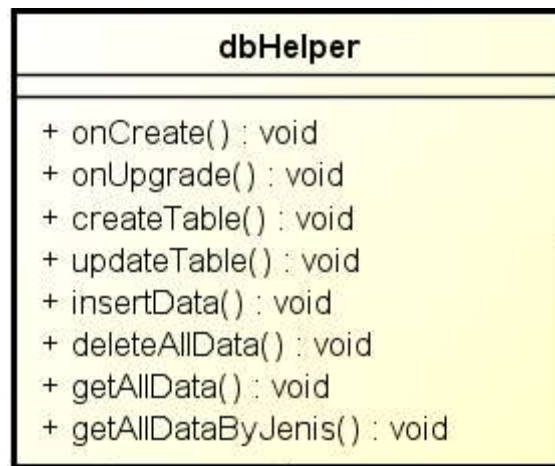 dbHelper
+ onCreate() : void
+ onUpgrade() : void
+ createTable() : void
+ updateTable() : void
+ insertData() : void
+ deleteAllData() : void
+ getAllData() : void
+ getAllDataByJenis() : void